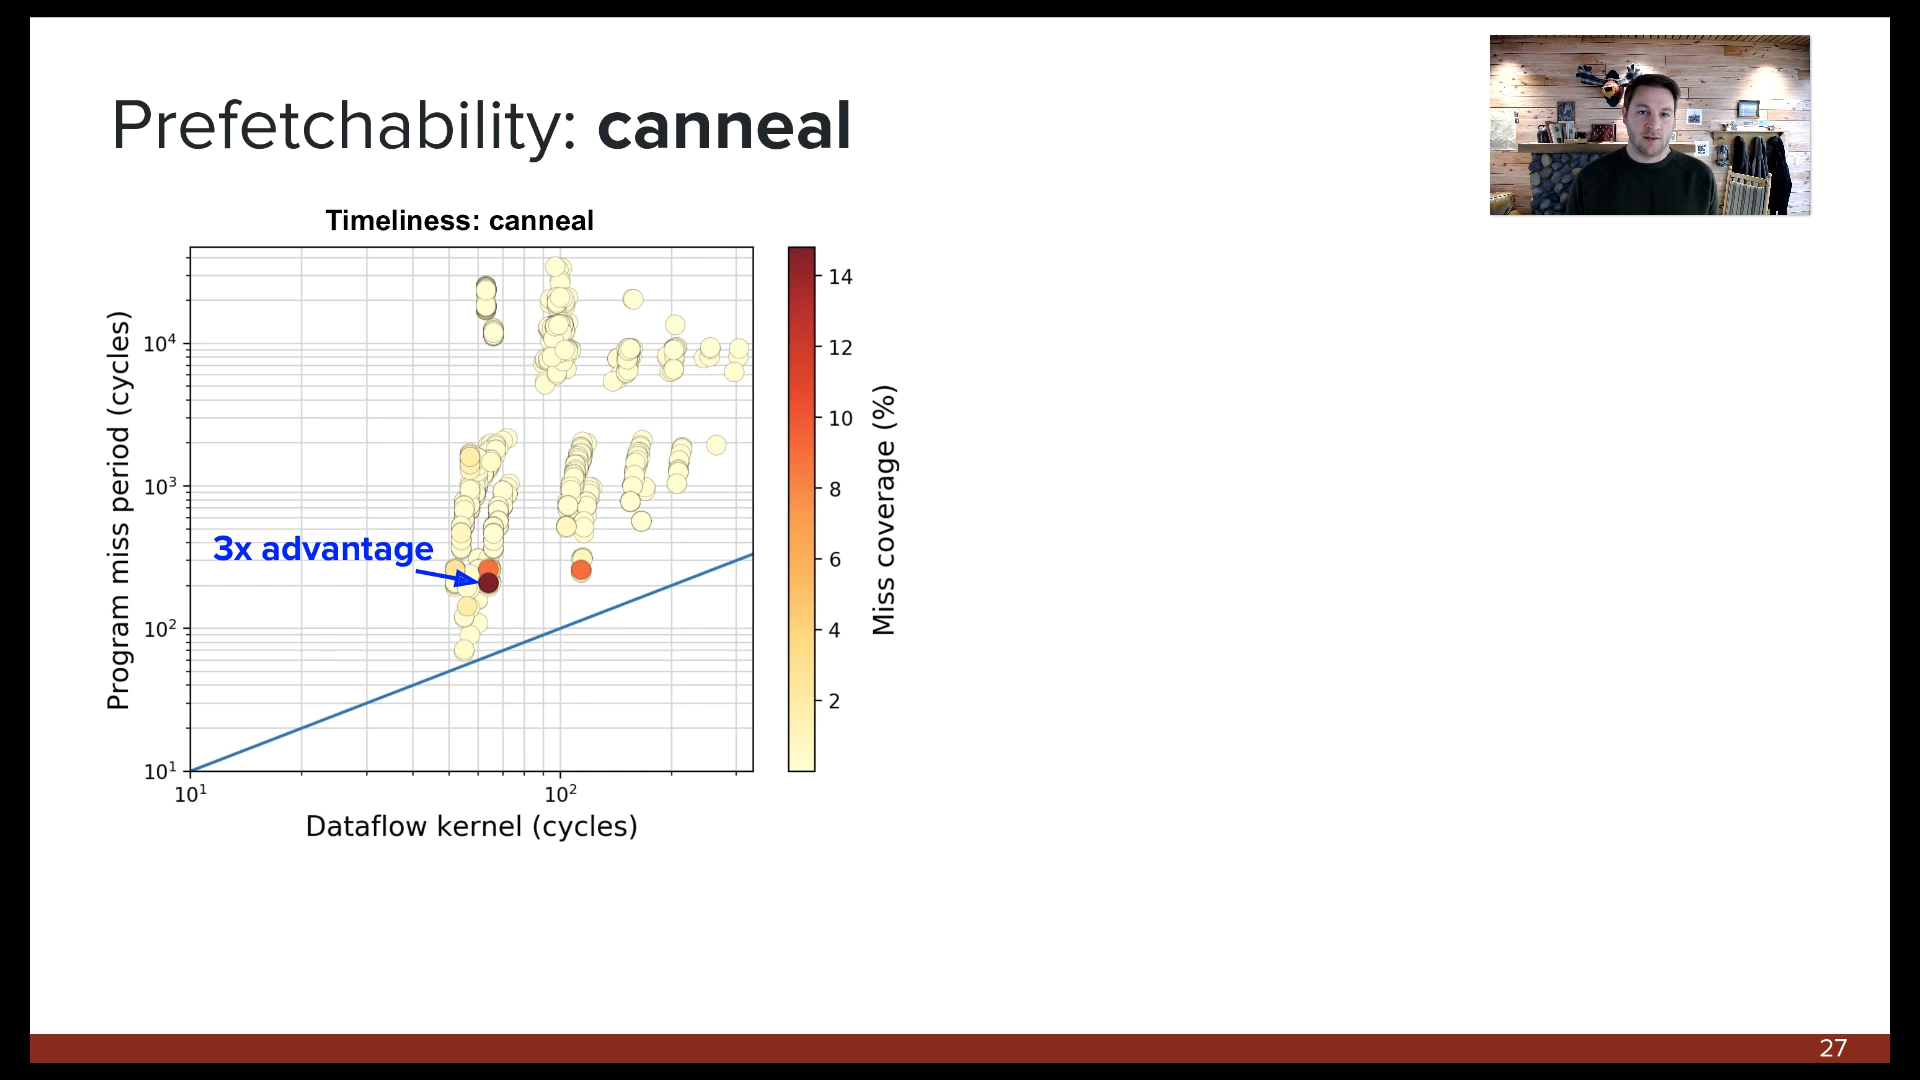 Prefetchability: canneal
Timeliness: canneal
Program miss period (cycles)
10⁴
10³
10²
10¹
3x advantage
10¹
10²
Dataflow kernel (cycles)
14
12
10
8
6
4
2
Miss coverage (%)
27